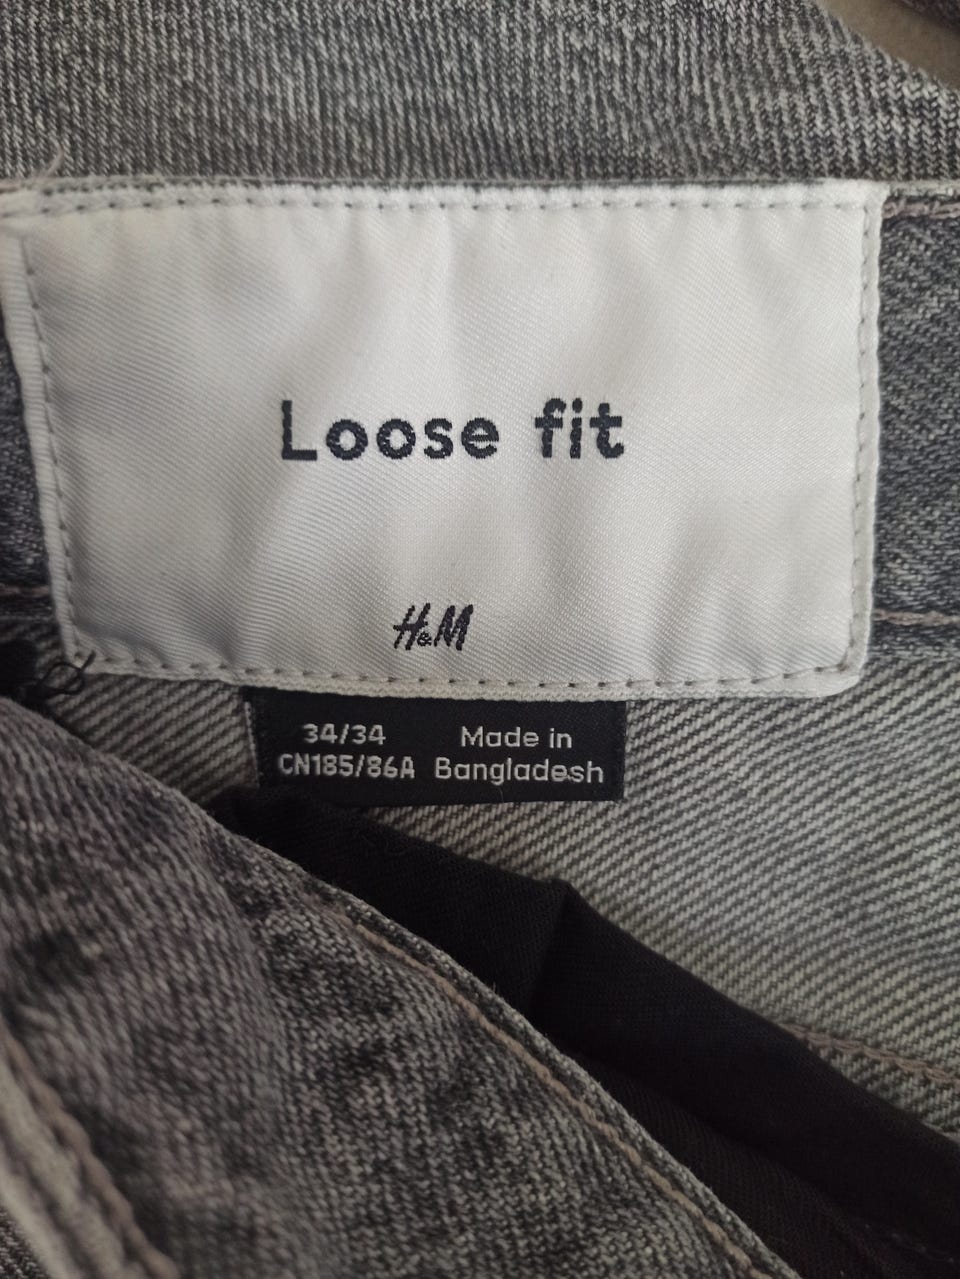 Loose fit
H&M
34/34
CN185/86A
Made in
Bangladesh